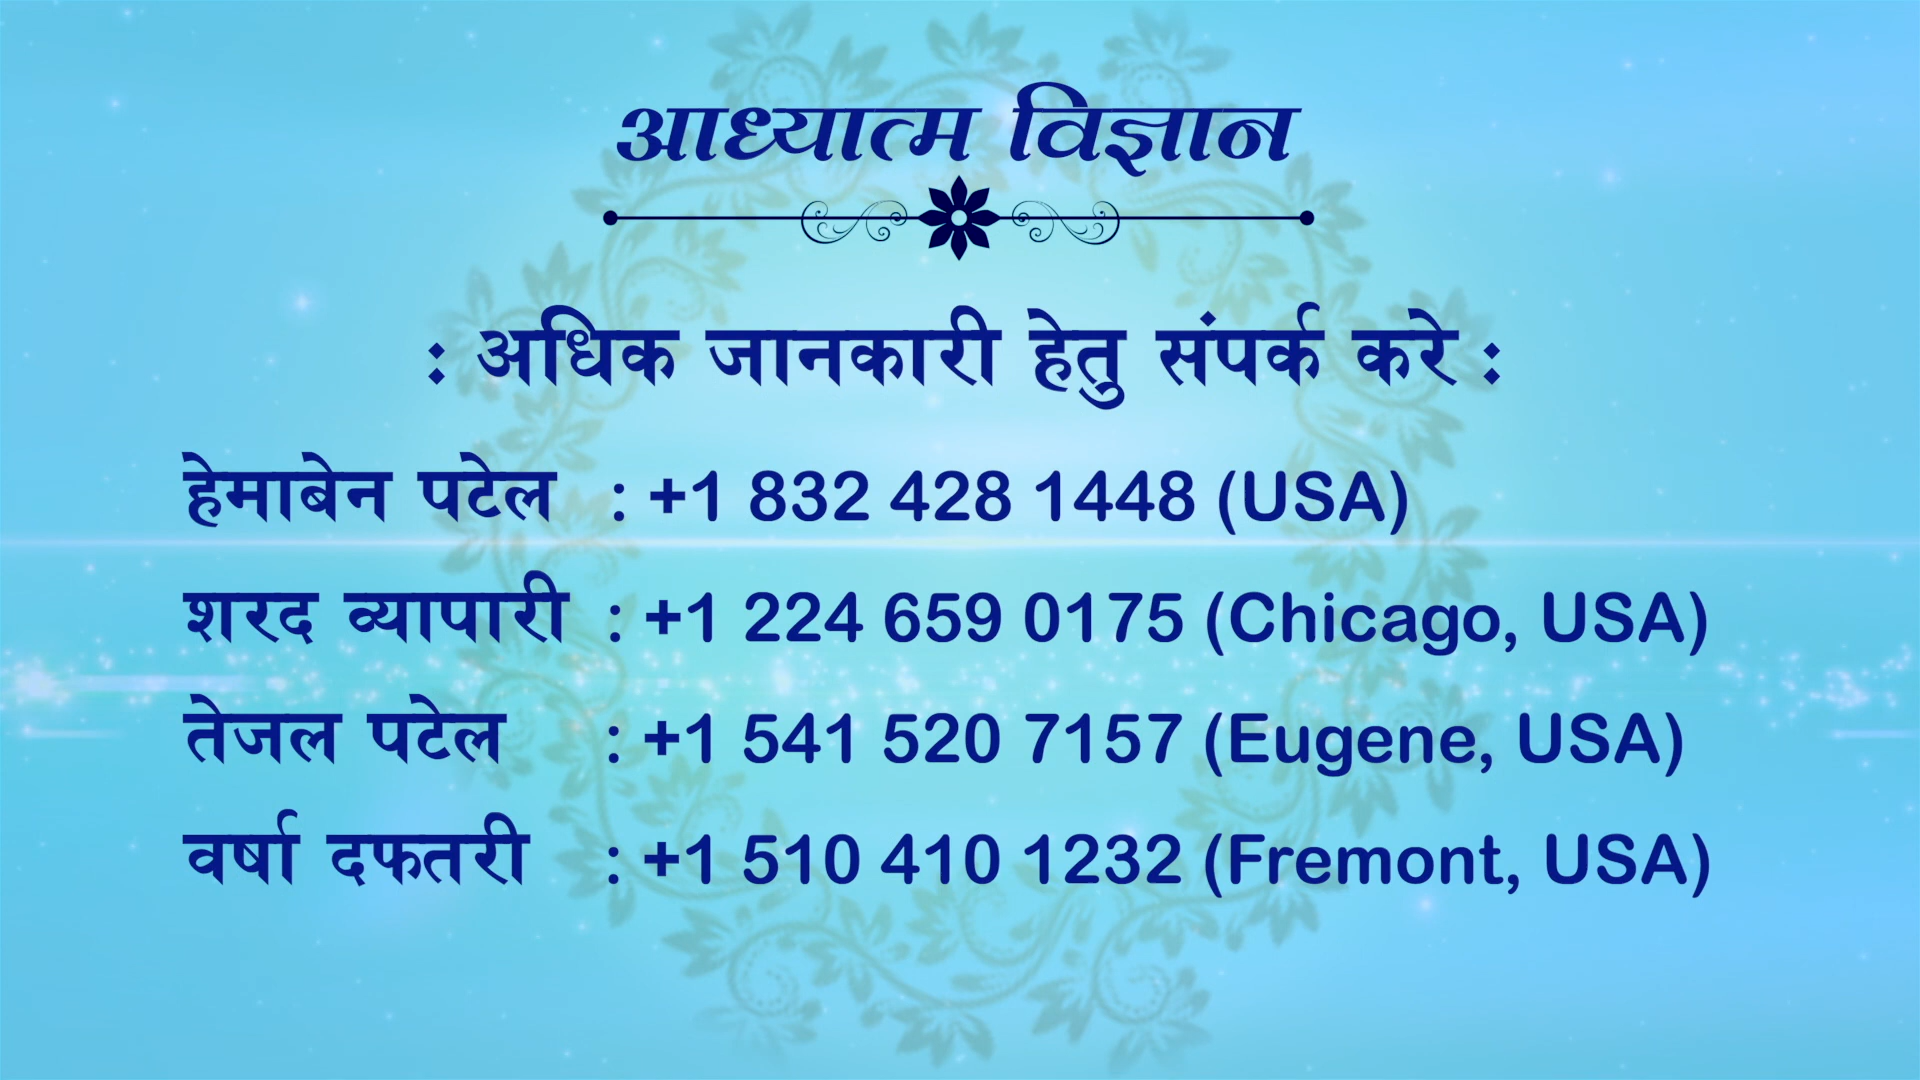 आध्यात्म विज्ञान
: अधिक जानकारी हेतु संपर्क करे :
हेमाबेन पटेल : +1 832 428 1448 (USA)
शरद व्यापारी : +1 224 659 0175 (Chicago, USA)
तेजल पटेल : +1 541 520 7157 (Eugene, USA)
वर्षा दफतरी : +1 510 410 1232 (Fremont, USA)